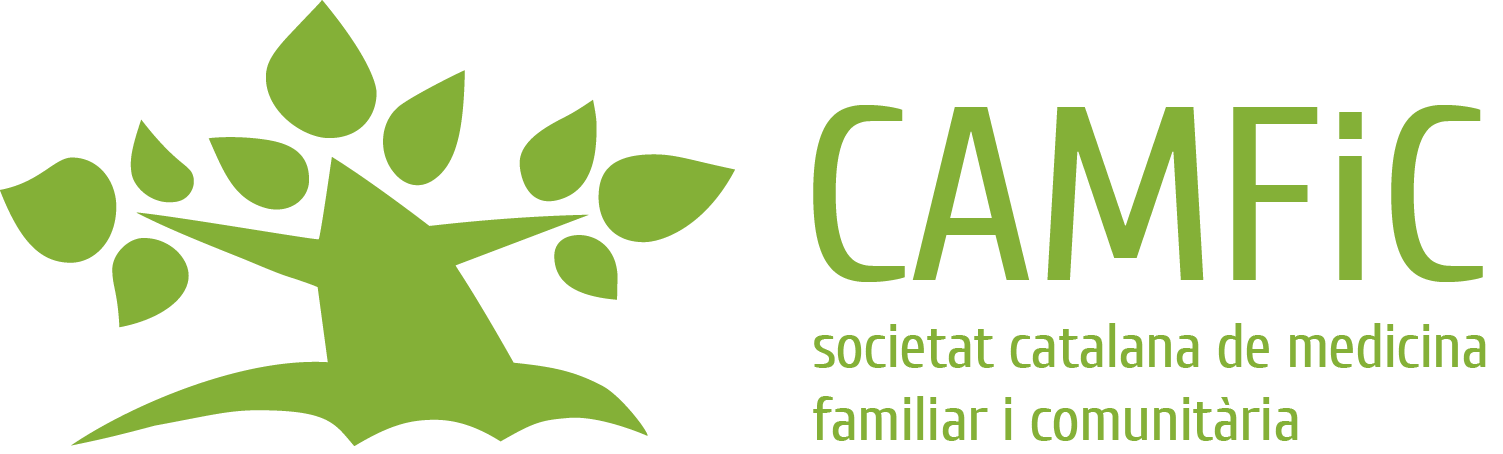 CAMFiC
societat catalana de medicina
familiar i comunitària